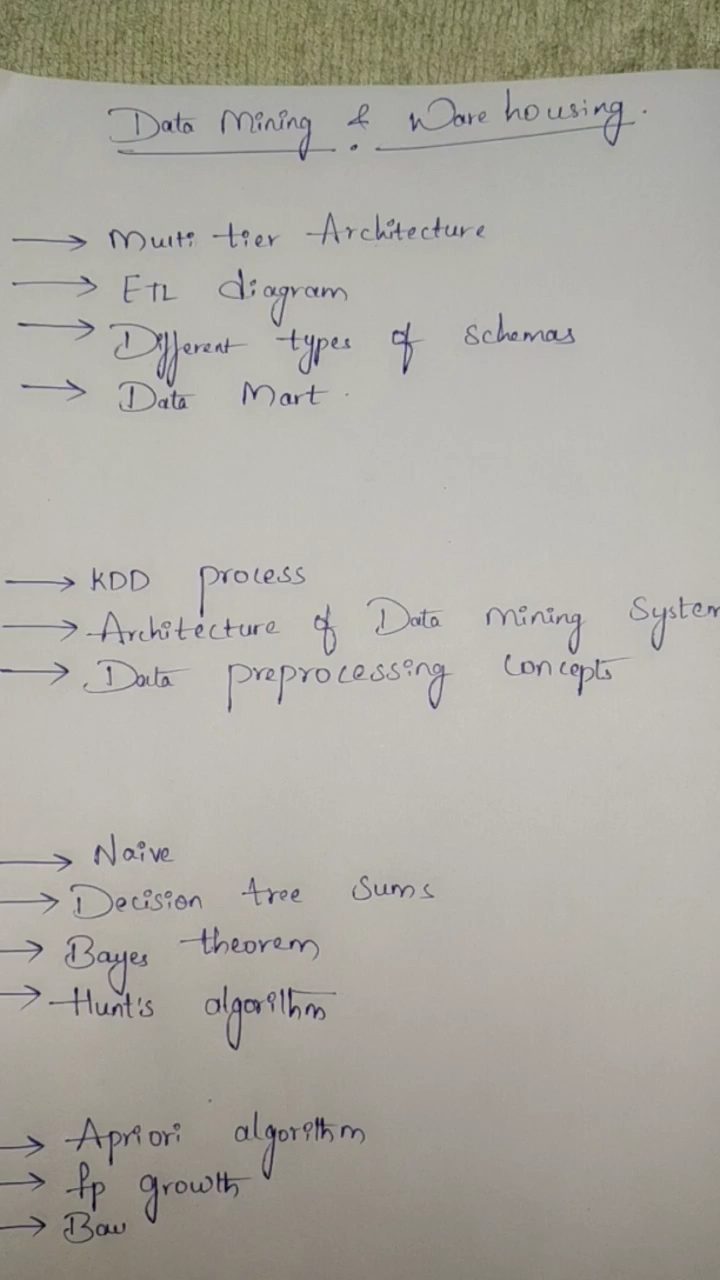 Data Mining & Ware housing.
→ Multi tier Architecture
→ ETL diagram
→ Different types of schemas
→ Data Mart.
→ KDD process
→ Architecture of Data Mining System
→ Data preprocessing concepts
→ Naive
→ Decision tree Sums
→ Bayes theorem
→ Hunt's algorithm
→ Apriori algorithm
→ fp growth
→